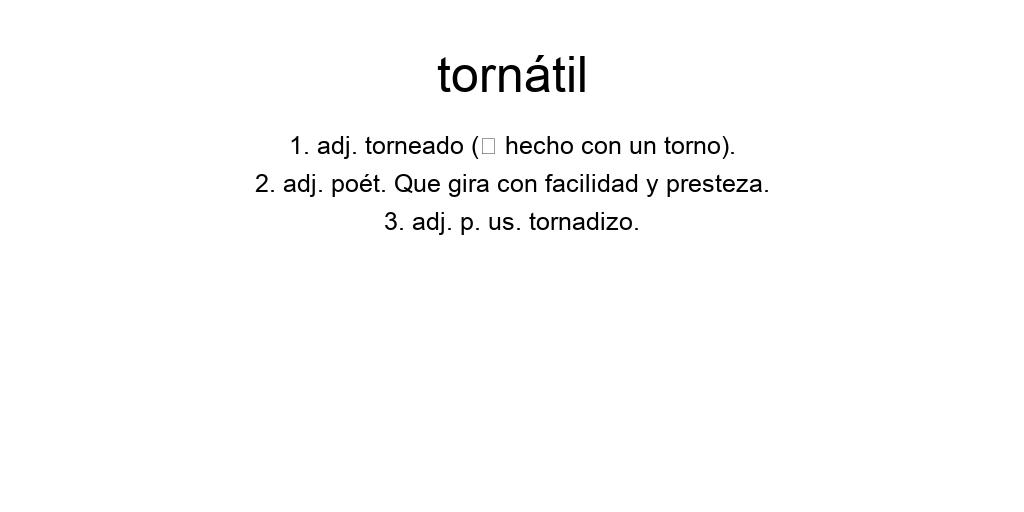 tornátil
1. adj. torneado (□ hecho con un torno).
2. adj. poét. Que gira con facilidad y presteza.
3. adj. p. us. tornadizo.